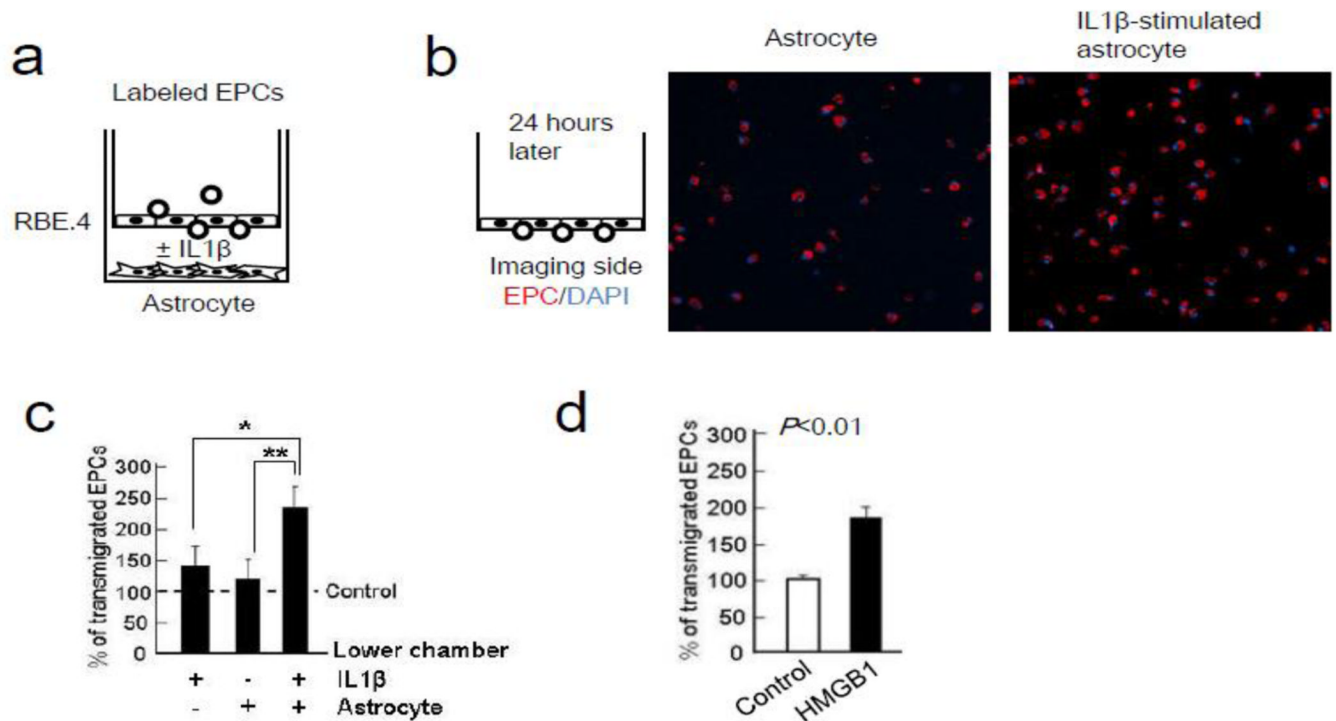 a
Labeled EPCs
RBE.4
± IL1β
Astrocyte
b
24 hours
later
Imaging side
EPC/DAPI
Astrocyte
IL1β-stimulated
astrocyte
c
% of transmigrated EPCs
300
250
200
150
100
50
0
*
**
Control
Lower chamber
+ - + IL1β
- + + Astrocyte
d
P<0.01
% of transmigrated EPCs
300
250
200
150
100
50
0
Control
HMGB1